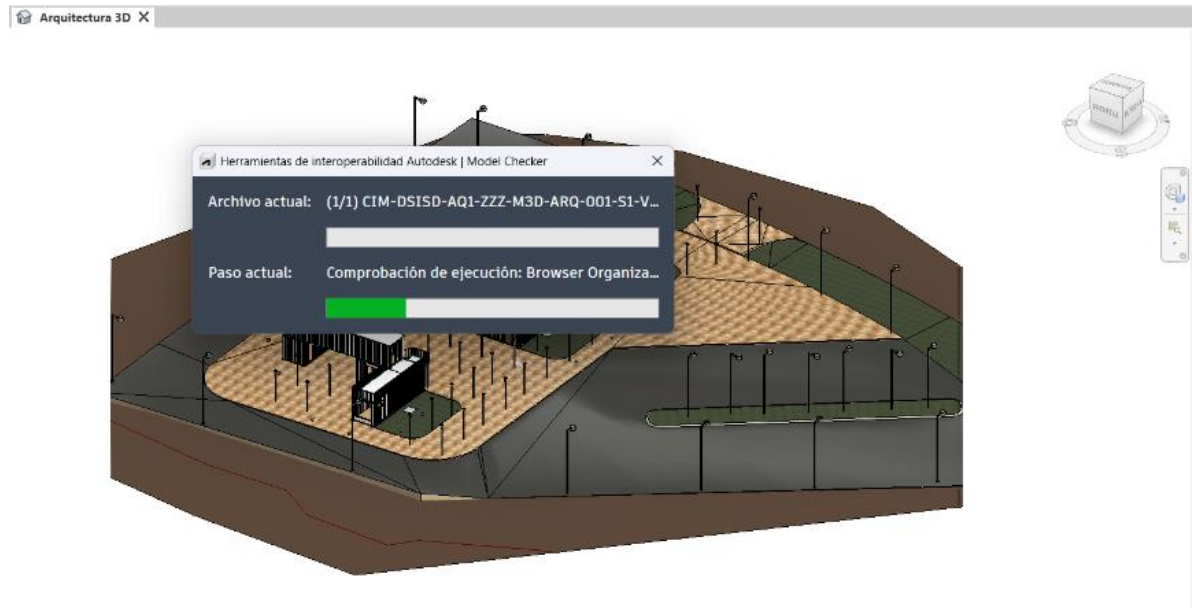 Arquitectura 3D X
Herramientas de interoperabilidad Autodesk | Model Checker
Archivo actual: (1/1) CIM-DSISD-AQ1-ZZZ-M3D-ARQ-001-S1-V...
Paso actual: Comprobación de ejecución: Browser Organiza...